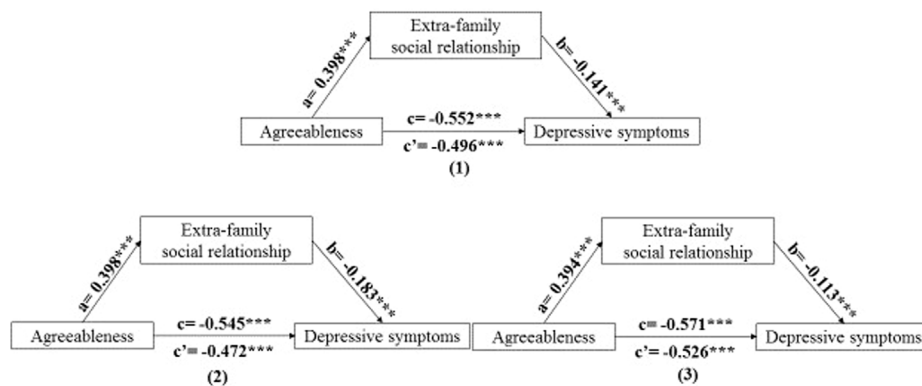 Extra-family
social relationship
a= 0.398***
b= -0.141***
c= -0.552***
Agreeableness
Depressive symptoms
c’= -0.496***
(1)
Extra-family
social relationship
a= 0.398***
b= -0.183***
c= -0.545***
Agreeableness
Depressive symptoms
c’= -0.472***
(2)
Extra-family
social relationship
a= 0.394***
b= -0.113***
c= -0.571***
Agreeableness
Depressive symptoms
c’= -0.526***
(3)